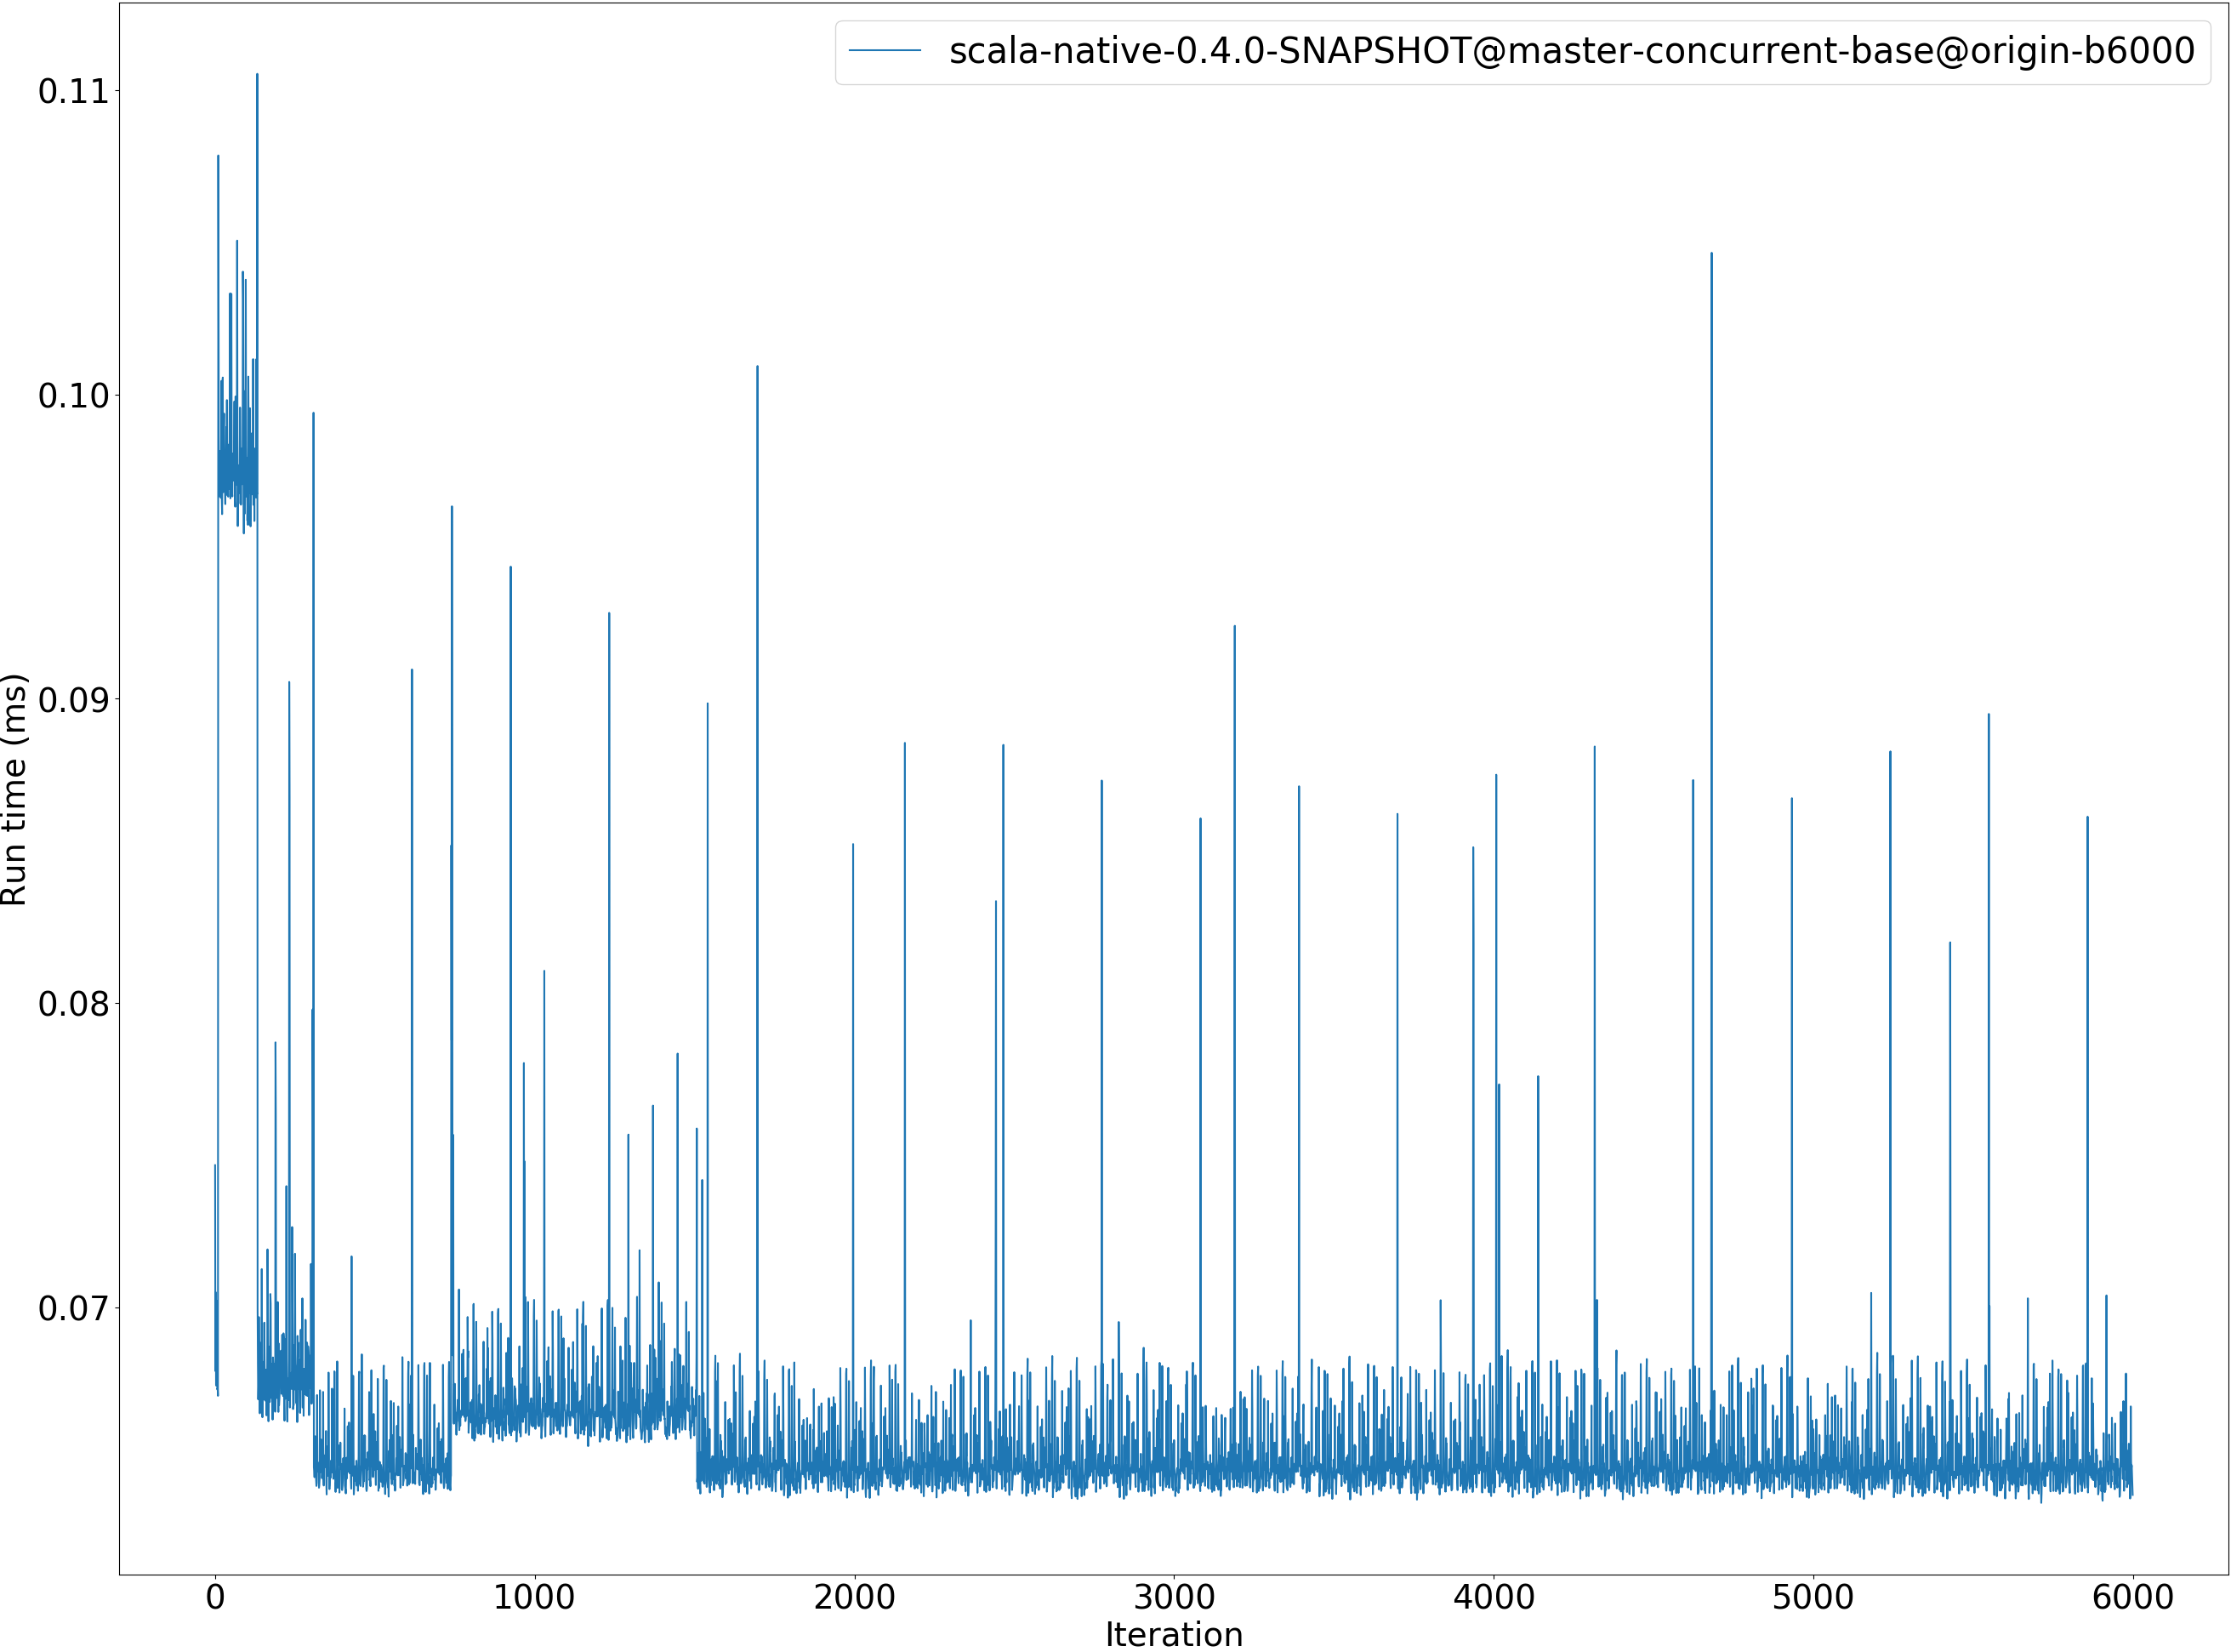 scala-native-0.4.0-SNAPSHOT@master-concurrent-base@origin-b6000
0.11
0.10
0.09
0.08
0.07
Run time (ms)
0 1000 2000 3000 4000 5000 6000
Iteration